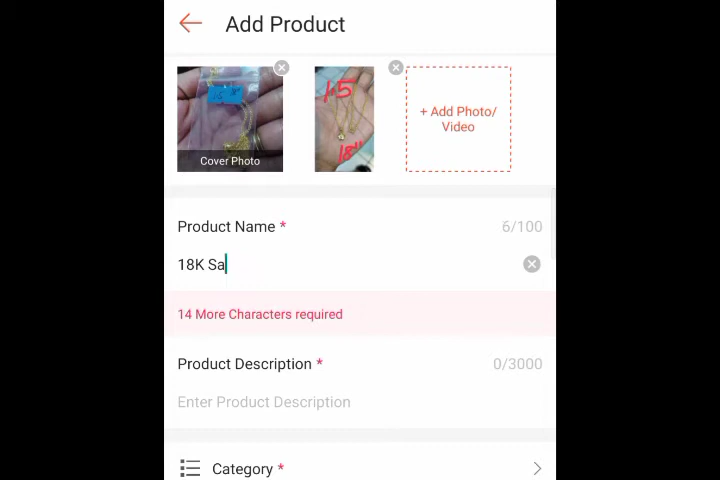 Add Product
1.5
18"
Cover Photo
+ Add Photo/
Video
Product Name *
6/100
18K Sa
14 More Characters required
Product Description *
0/3000
Enter Product Description
Category *